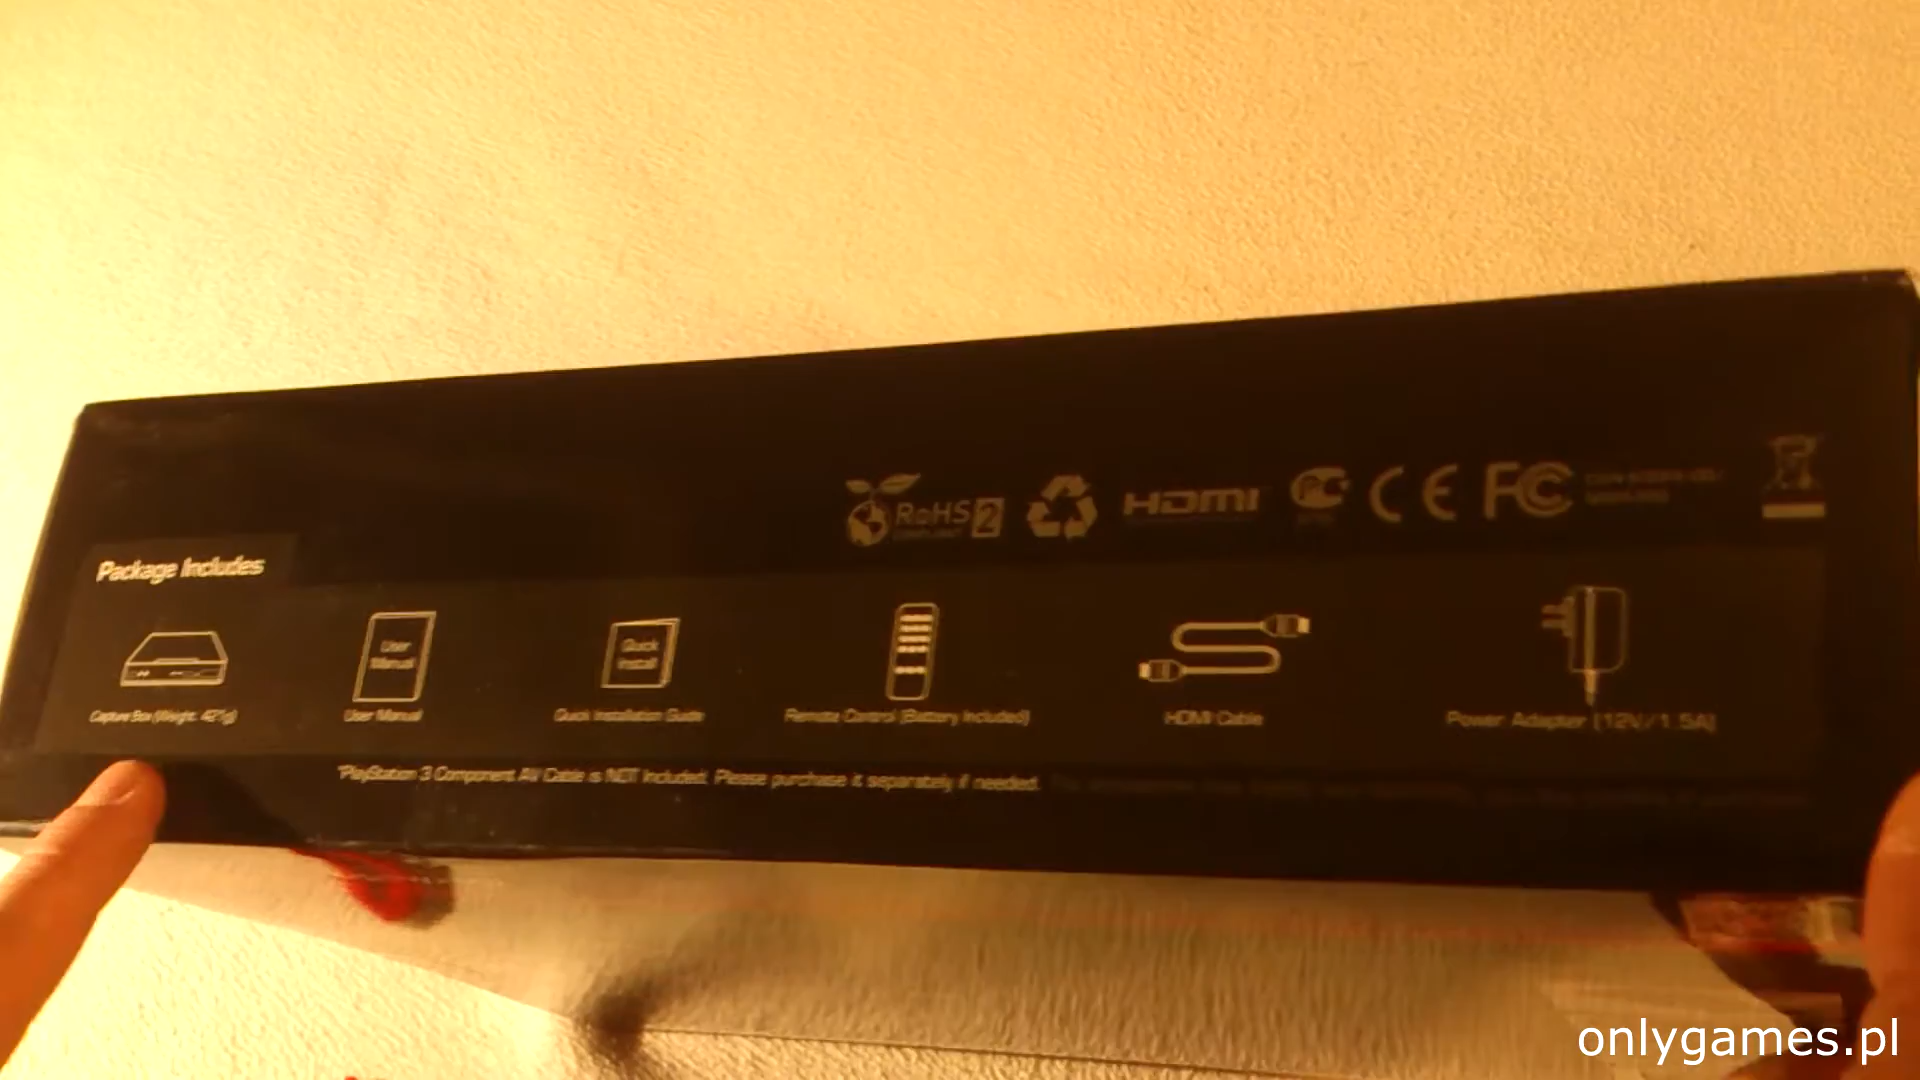 RoHS 2
HDMI
CE FC
Package Includes
User
Manual
Quick
Install
Capture Box (Weight: 421g)
User Manual
Quick Installation Guide
Remote Control (Battery Included)
HDMI Cable
Power Adapter (12V/1.5A)
*PlayStation 3 Component AV Cable is NOT Included. Please purchase it separately if needed.
onlygames.pl